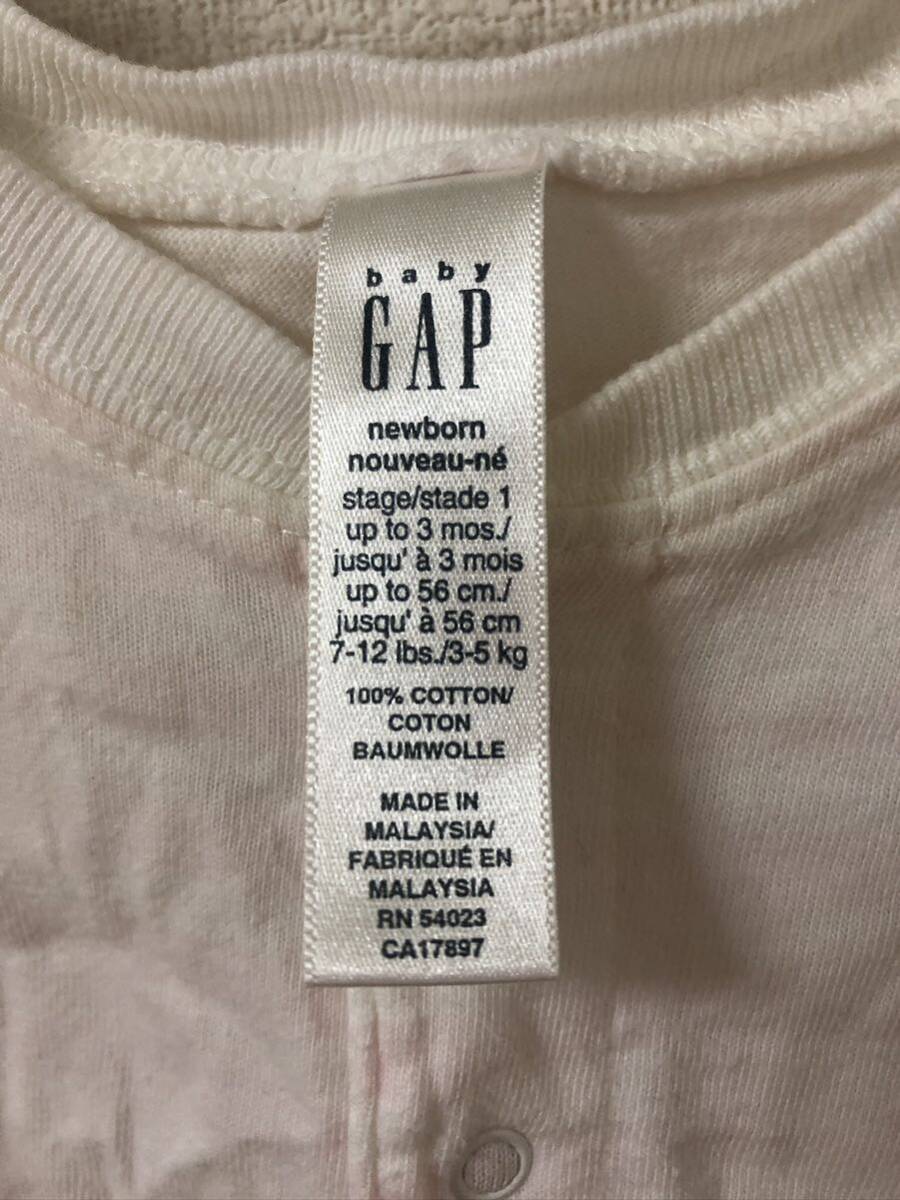 baby
GAP
newborn
nouveau-né
stage/stade 1
up to 3 mos./
jusqu' à 3 mois
up to 56 cm./
jusqu' à 56 cm
7-12 lbs./3-5 kg
100% COTTON/
COTON
BAUMWOLLE
MADE IN
MALAYSIA/
FABRIQUÉ EN
MALAYSIA
RN 54023
CA17897